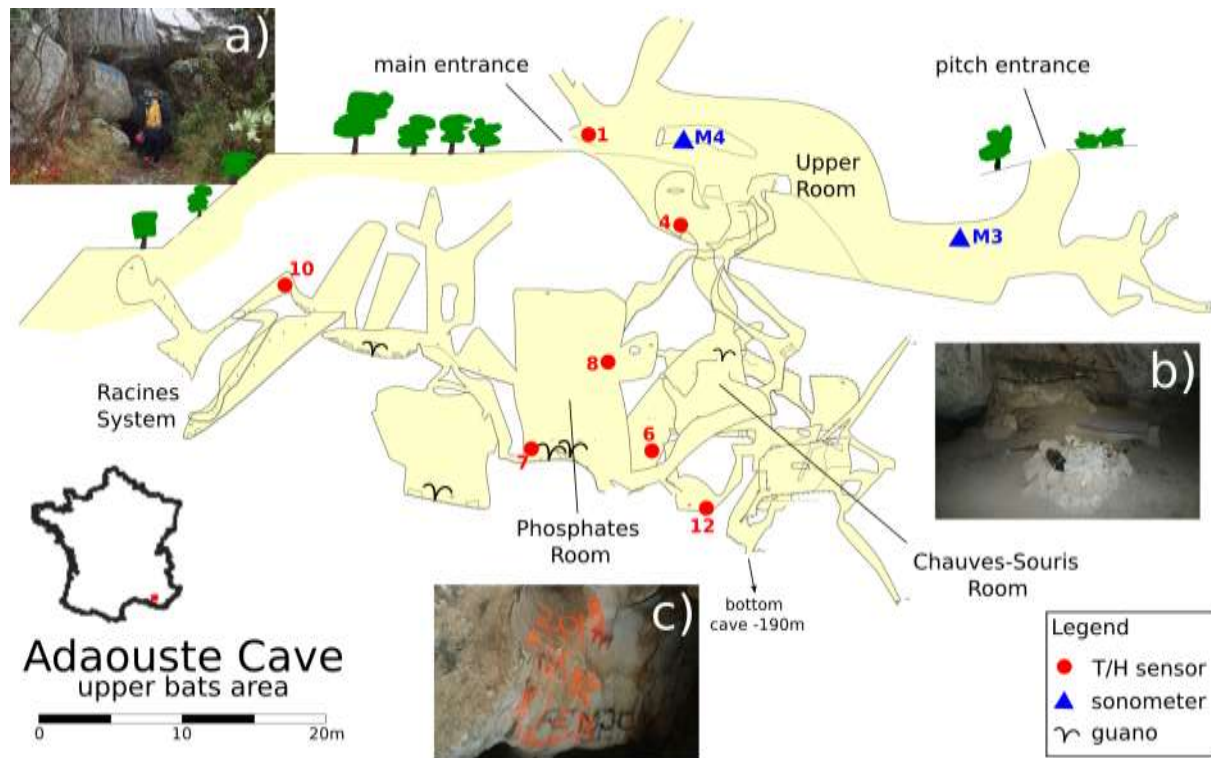 a)
main entrance
pitch entrance
1
M4
Upper
Room
4
M3
10
8
b)
Racines
System
6
7
12
Phosphates
Room
Chauves-Souris
Room
c)
bottom
cave -190m
Adaouste Cave
upper bats area
0 10 20m
Legend
T/H sensor
sonometer
guano